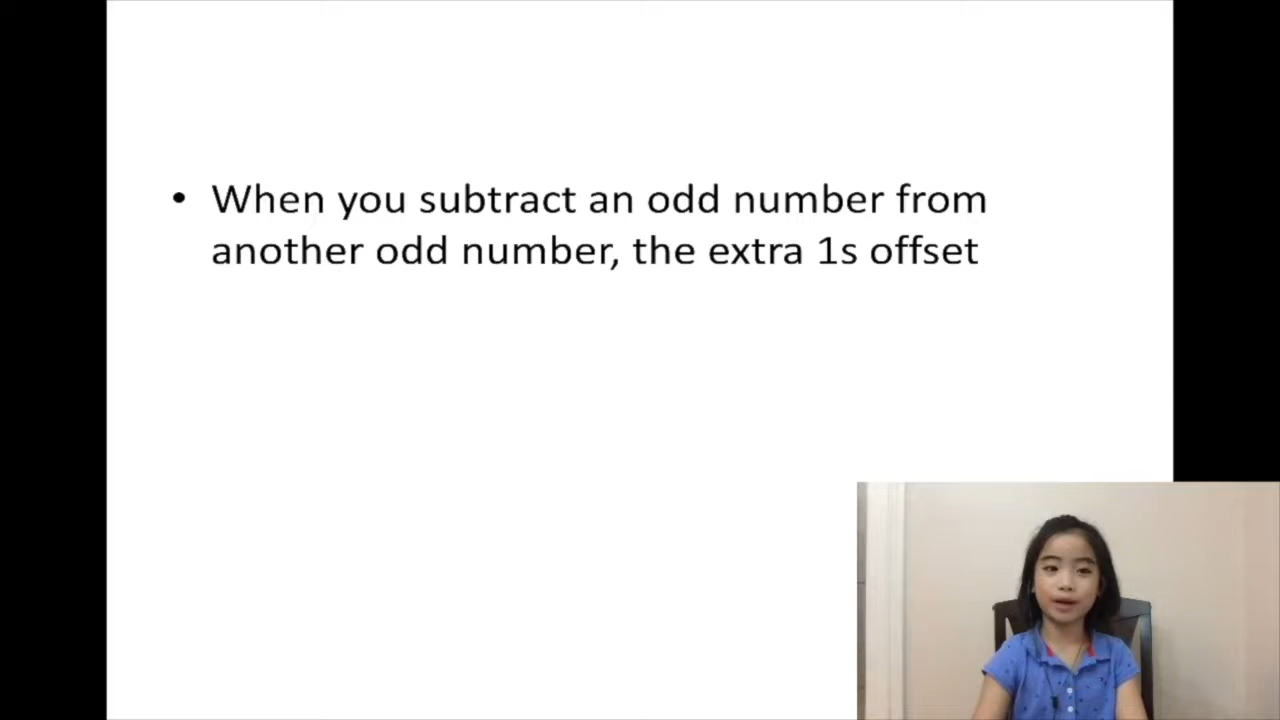 • When you subtract an odd number from
another odd number, the extra 1s offset